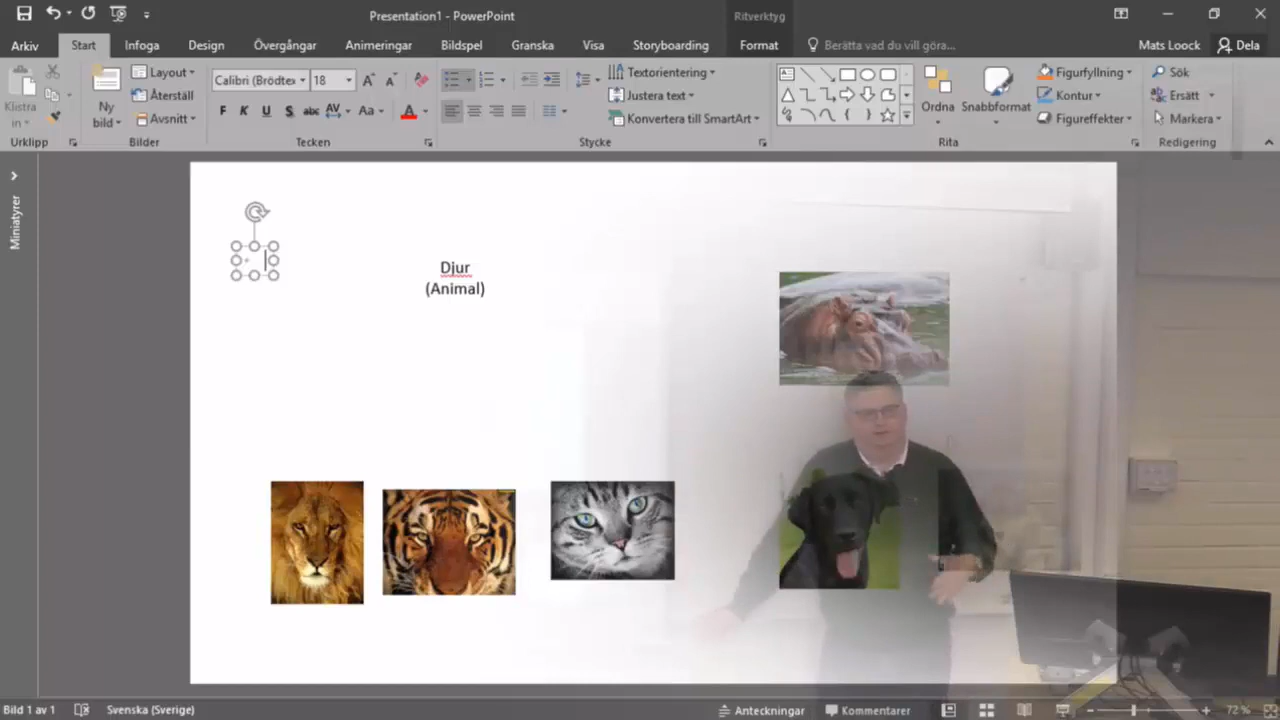 Presentation1 - PowerPoint
Ritverktyg
Arkiv
Start
Infoga
Design
Övergångar
Animeringar
Bildspel
Granska
Visa
Storyboarding
Format
Berätta vad du vill göra...
Mats Loock
Dela
Klistra
in
Ny
bild
Layout
Återställ
Avsnitt
Calibri (Brödtex
18
F
K
U
S
abc
AV
Aa
A
Textorientering
Justera text
Konvertera till SmartArt
Ordna
Snabbformat
Figurfyllning
Kontur
Figureffekter
Sök
Ersätt
Markera
Urklipp
Bilder
Tecken
Stycke
Rita
Redigering
Miniatyrer
Djur
(Animal)
Bild 1 av 1
Svenska (Sverige)
Anteckningar
Kommentarer
72 %